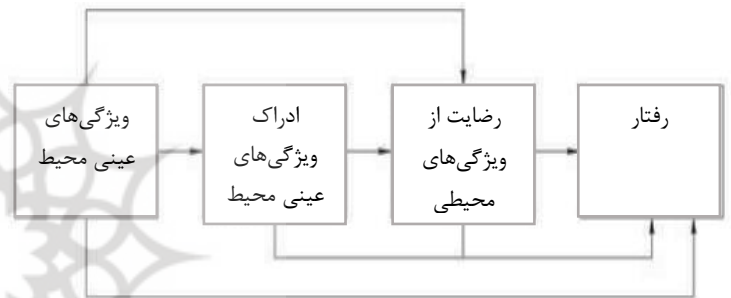 ویژگی‌های
عینی محیط
ادراک
ویژگی‌های
عینی محیط
رضایت از
ویژگی‌های
محیطی
رفتار